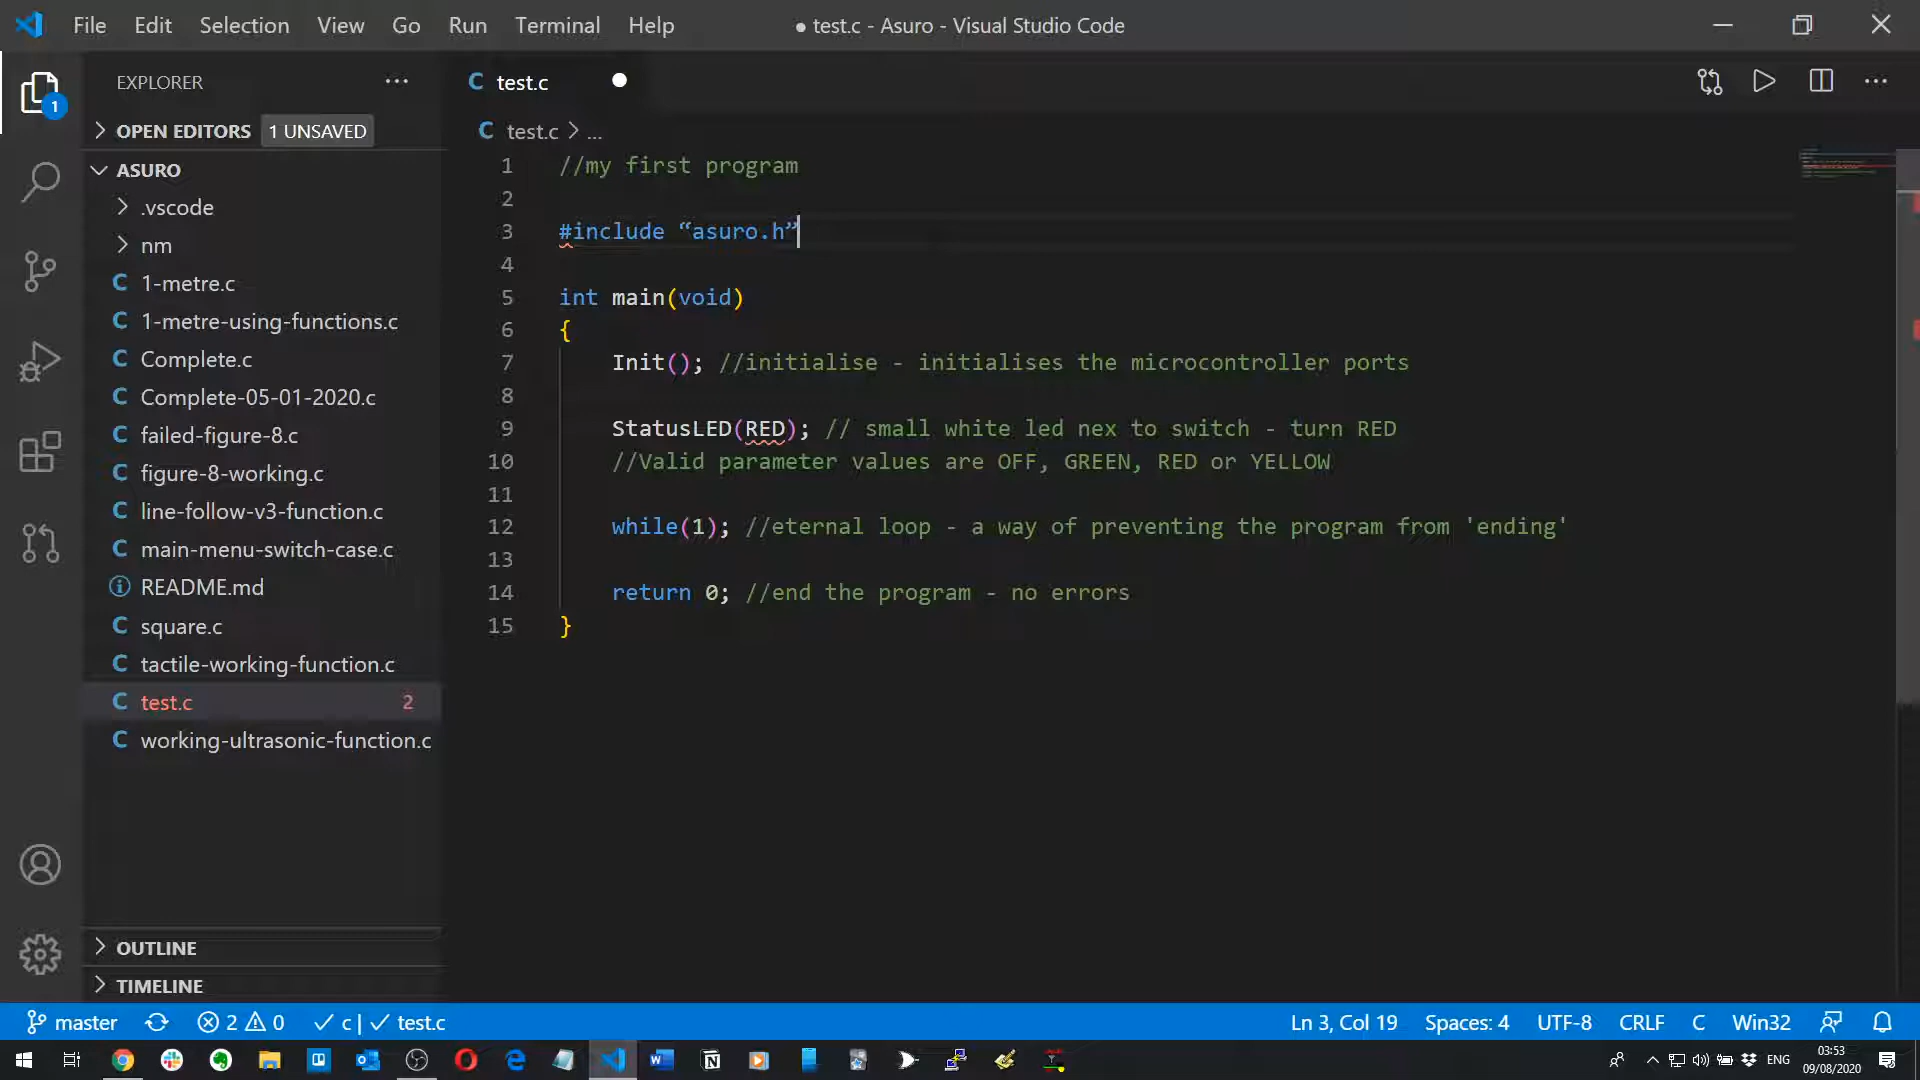 File Edit Selection View Go Run Terminal Help
● test.c - Asuro - Visual Studio Code
1
EXPLORER
OPEN EDITORS 1 UNSAVED
ASURO
.vscode
nm
C 1-metre.c
C 1-metre-using-functions.c
C Complete.c
C Complete-05-01-2020.c
C failed-figure-8.c
C figure-8-working.c
C line-follow-v3-function.c
C main-menu-switch-case.c
README.md
C square.c
C tactile-working-function.c
C test.c 2
C working-ultrasonic-function.c
OUTLINE
TIMELINE
C test.c
C test.c > ...
1 //my first program
2
3 #include “asuro.h”
4
5 int main(void)
6 {
7 Init(); //initialise - initialises the microcontroller ports
8
9 StatusLED(RED); // small white led nex to switch - turn RED
10 //Valid parameter values are OFF, GREEN, RED or YELLOW
11
12 while(1); //eternal loop - a way of preventing the program from 'ending'
13
14 return 0; //end the program - no errors
15 }
master 2 0 c | test.c Ln 3, Col 19 Spaces: 4 UTF-8 CRLF C Win32
ENG
03:53
09/08/2020